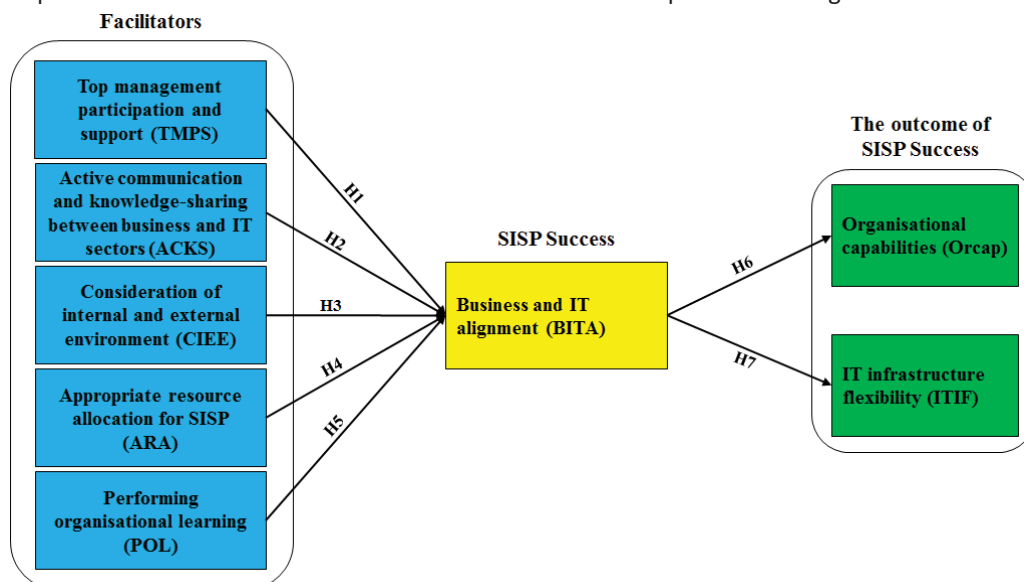 Facilitators
Top management
participation and
support (TMPS)
Active communication
and knowledge-sharing
between business and IT
sectors (ACKS)
Consideration of
internal and external
environment (CIEE)
Appropriate resource
allocation for SISP
(ARA)
Performing
organisational learning
(POL)
H1
H2
H3
H4
H5
SISP Success
Business and IT
alignment (BITA)
H6
H7
The outcome of
SISP Success
Organisational
capabilities (Orcap)
IT infrastructure
flexibility (ITIF)